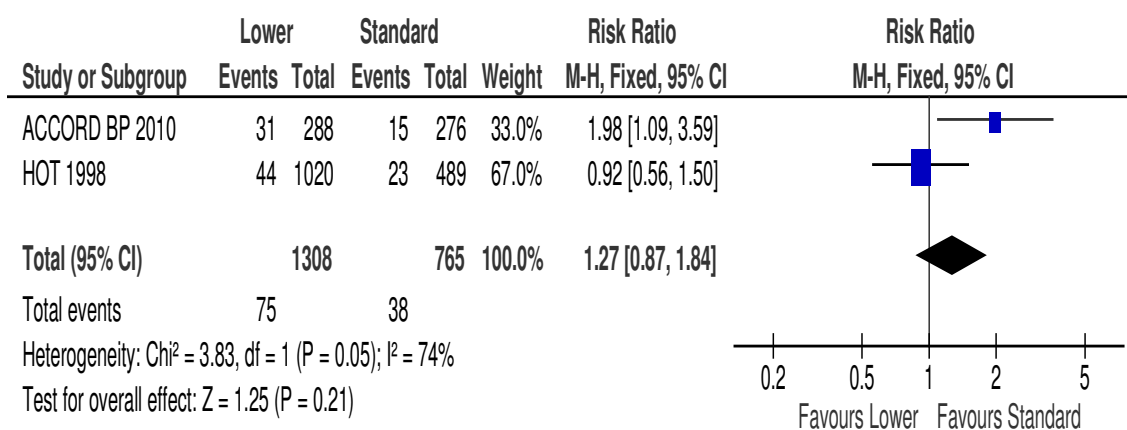 Lower Standard Risk Ratio Risk Ratio
Study or Subgroup Events Total Events Total Weight M-H, Fixed, 95% CI M-H, Fixed, 95% CI
ACCORD BP 2010 31 288 15 276 33.0% 1.98 [1.09, 3.59]
HOT 1998 44 1020 23 489 67.0% 0.92 [0.56, 1.50]
Total (95% CI) 1308 765 100.0% 1.27 [0.87, 1.84]
Total events 75 38
Heterogeneity: Chi² = 3.83, df = 1 (P = 0.05); I² = 74%
Test for overall effect: Z = 1.25 (P = 0.21)
0.2 0.5 1 2 5
Favours Lower Favours Standard